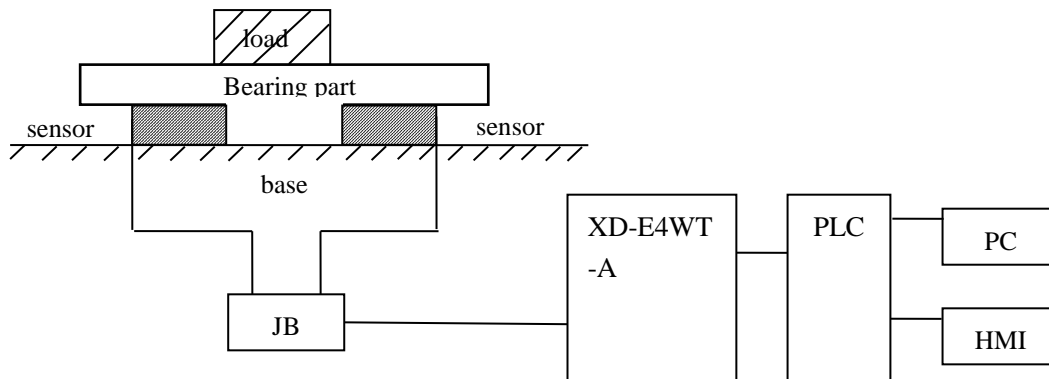 load
Bearing part
sensor
sensor
base
XD-E4WT
-A
PLC
PC
JB
HMI